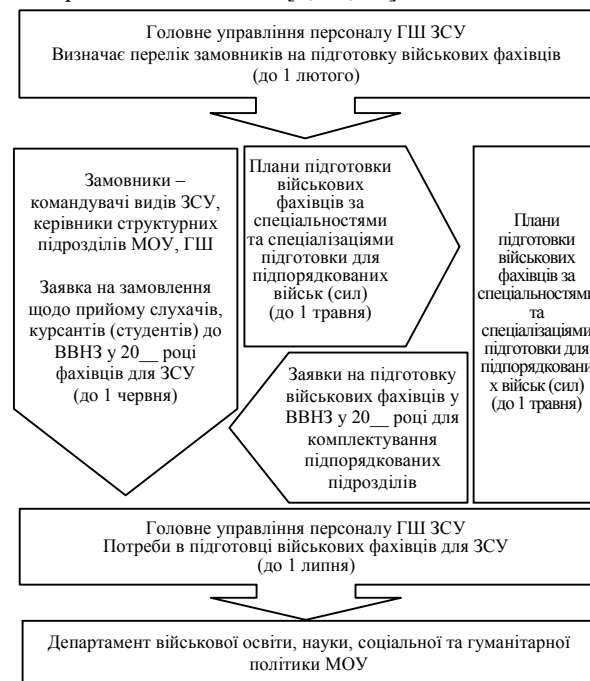 Головне управління персоналу ГШ ЗСУ
Визначає перелік замовників на підготовку військових фахівців
(до 1 лютого)
Замовники –
командувачі видів ЗСУ,
керівники структурних
підрозділів МОУ, ГШ
Заявка на замовлення
щодо прийому слухачів,
курсантів (студентів) до
ВВНЗ у 20__ році
фахівців для ЗСУ
(до 1 червня)
Плани підготовки
військових
фахівців за
спеціальностями
та спеціалізаціями
підготовки для
підпорядкованих
військ (сил)
(до 1 травня)
Заявки на підготовку
військових фахівців у
ВВНЗ у 20__ році для
комплектування
підпорядкованих
підрозділів
Плани
підготовки
військових
фахівців за
спеціальностями
та
спеціалізаціями
підготовки для
підпорядковани
х військ (сил)
(до 1 травня)
Головне управління персоналу ГШ ЗСУ
Потреби в підготовці військових фахівців для ЗСУ
(до 1 липня)
Департамент військової освіти, науки, соціальної та гуманітарної
політики МОУ